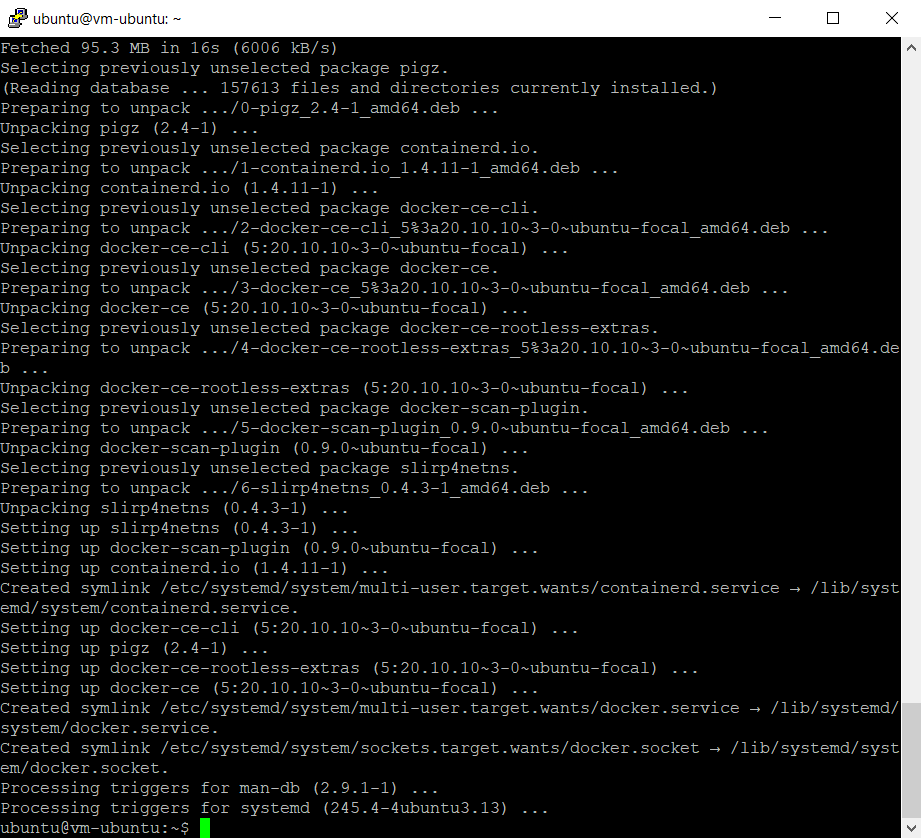 ubuntu@vm-ubuntu: ~
Fetched 95.3 MB in 16s (6006 kB/s)
Selecting previously unselected package pigz.
(Reading database ... 157613 files and directories currently installed.)
Preparing to unpack .../0-pigz_2.4-1_amd64.deb ...
Unpacking pigz (2.4-1) ...
Selecting previously unselected package containerd.io.
Preparing to unpack .../1-containerd.io_1.4.11-1_amd64.deb ...
Unpacking containerd.io (1.4.11-1) ...
Selecting previously unselected package docker-ce-cli.
Preparing to unpack .../2-docker-ce-cli_5%3a20.10.10~3-0~ubuntu-focal_amd64.deb ...
Unpacking docker-ce-cli (5:20.10.10~3-0~ubuntu-focal) ...
Selecting previously unselected package docker-ce.
Preparing to unpack .../3-docker-ce_5%3a20.10.10~3-0~ubuntu-focal_amd64.deb ...
Unpacking docker-ce (5:20.10.10~3-0~ubuntu-focal) ...
Selecting previously unselected package docker-ce-rootless-extras.
Preparing to unpack .../4-docker-ce-rootless-extras_5%3a20.10.10~3-0~ubuntu-focal_amd64.de
b ...
Unpacking docker-ce-rootless-extras (5:20.10.10~3-0~ubuntu-focal) ...
Selecting previously unselected package docker-scan-plugin.
Preparing to unpack .../5-docker-scan-plugin_0.9.0~ubuntu-focal_amd64.deb ...
Unpacking docker-scan-plugin (0.9.0~ubuntu-focal) ...
Selecting previously unselected package slirp4netns.
Preparing to unpack .../6-slirp4netns_0.4.3-1_amd64.deb ...
Unpacking slirp4netns (0.4.3-1) ...
Setting up slirp4netns (0.4.3-1) ...
Setting up docker-scan-plugin (0.9.0~ubuntu-focal) ...
Setting up containerd.io (1.4.11-1) ...
Created symlink /etc/systemd/system/multi-user.target.wants/containerd.service → /lib/syst
emd/system/containerd.service.
Setting up docker-ce-cli (5:20.10.10~3-0~ubuntu-focal) ...
Setting up pigz (2.4-1) ...
Setting up docker-ce-rootless-extras (5:20.10.10~3-0~ubuntu-focal) ...
Setting up docker-ce (5:20.10.10~3-0~ubuntu-focal) ...
Created symlink /etc/systemd/system/multi-user.target.wants/docker.service → /lib/systemd/
system/docker.service.
Created symlink /etc/systemd/system/sockets.target.wants/docker.socket → /lib/systemd/syst
em/docker.socket.
Processing triggers for man-db (2.9.1-1) ...
Processing triggers for systemd (245.4-4ubuntu3.13) ...
ubuntu@vm-ubuntu:~$